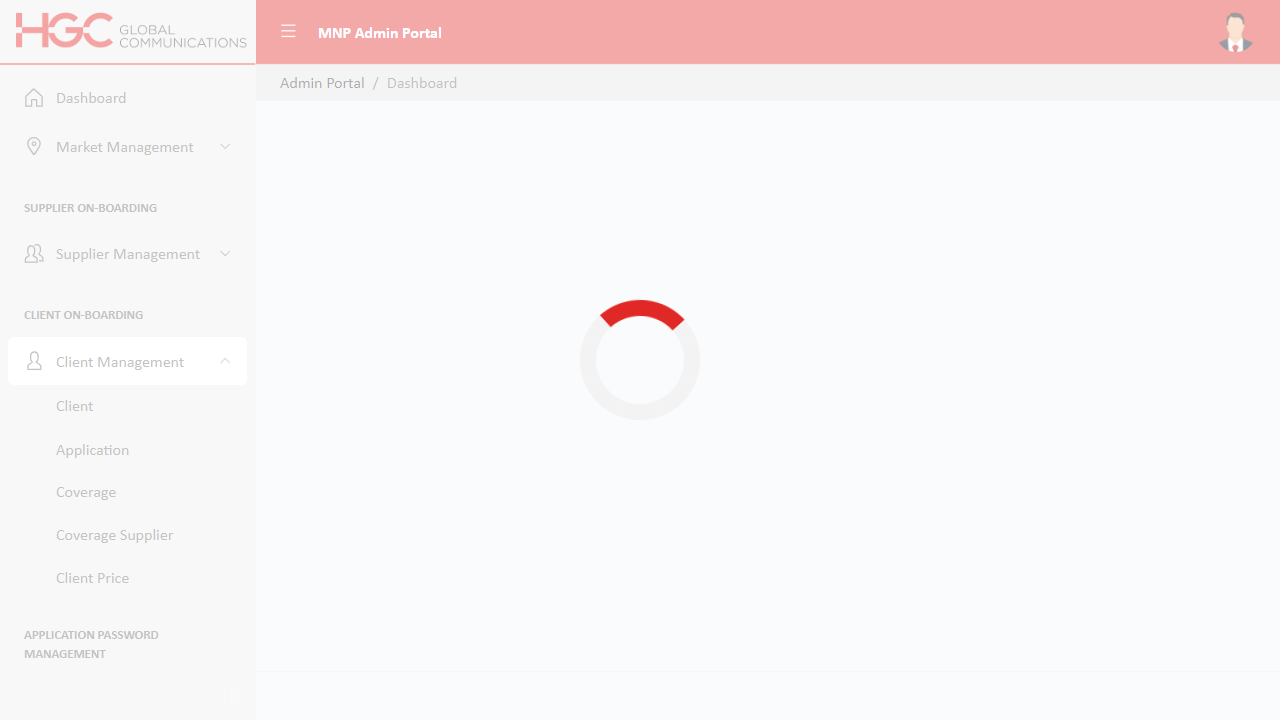 HGC GLOBAL
COMMUNICATIONS
MNP Admin Portal
Admin Portal / Dashboard
Dashboard
Market Management
SUPPLIER ON-BOARDING
Supplier Management
CLIENT ON-BOARDING
Client Management
Client
Application
Coverage
Coverage Supplier
Client Price
APPLICATION PASSWORD
MANAGEMENT